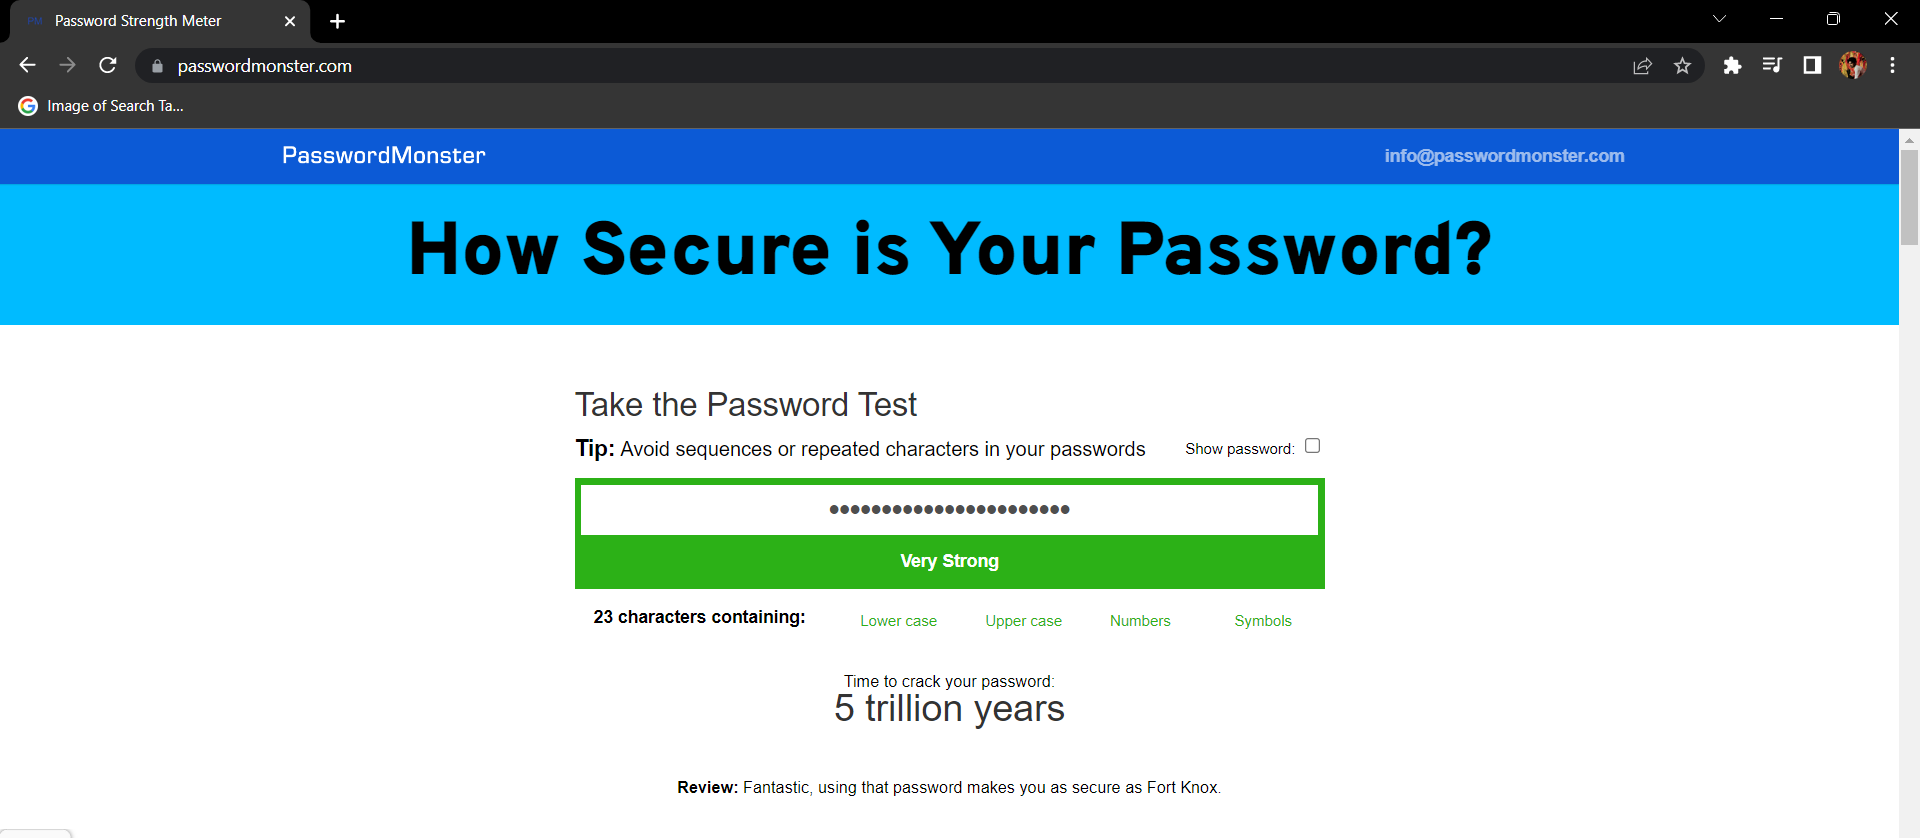 PM Password Strength Meter
passwordmonster.com
Image of Search Ta...
PasswordMonster info@passwordmonster.com
How Secure is Your Password?
Take the Password Test
Tip: Avoid sequences or repeated characters in your passwords Show password:
•••••••••••••••••••••••
Very Strong
23 characters containing: Lower case Upper case Numbers Symbols
Time to crack your password:
5 trillion years
Review: Fantastic, using that password makes you as secure as Fort Knox.